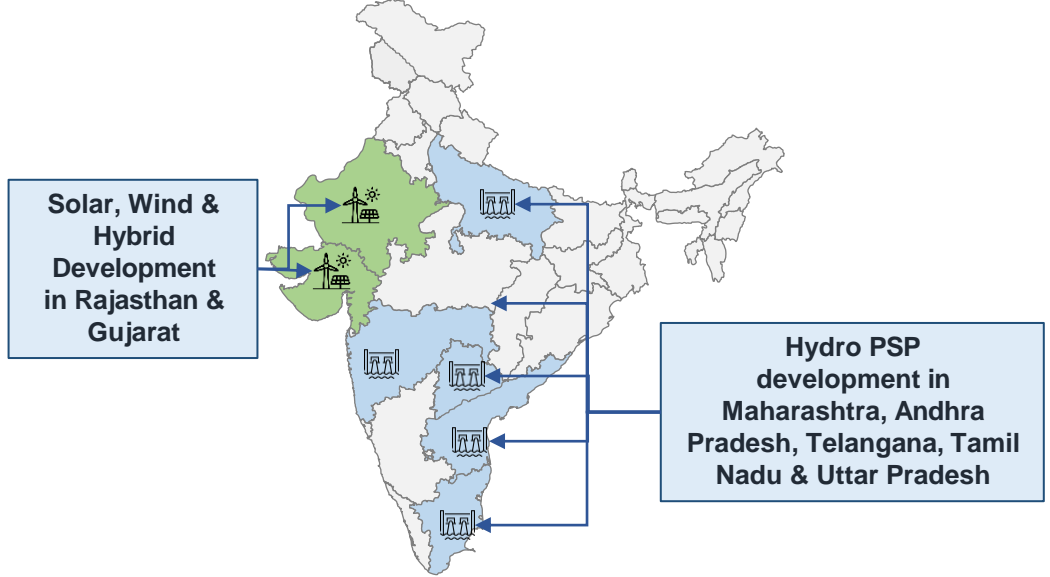 Solar, Wind &
Hybrid
Development
in Rajasthan &
Gujarat
Hydro PSP
development in
Maharashtra, Andhra
Pradesh, Telangana, Tamil
Nadu & Uttar Pradesh